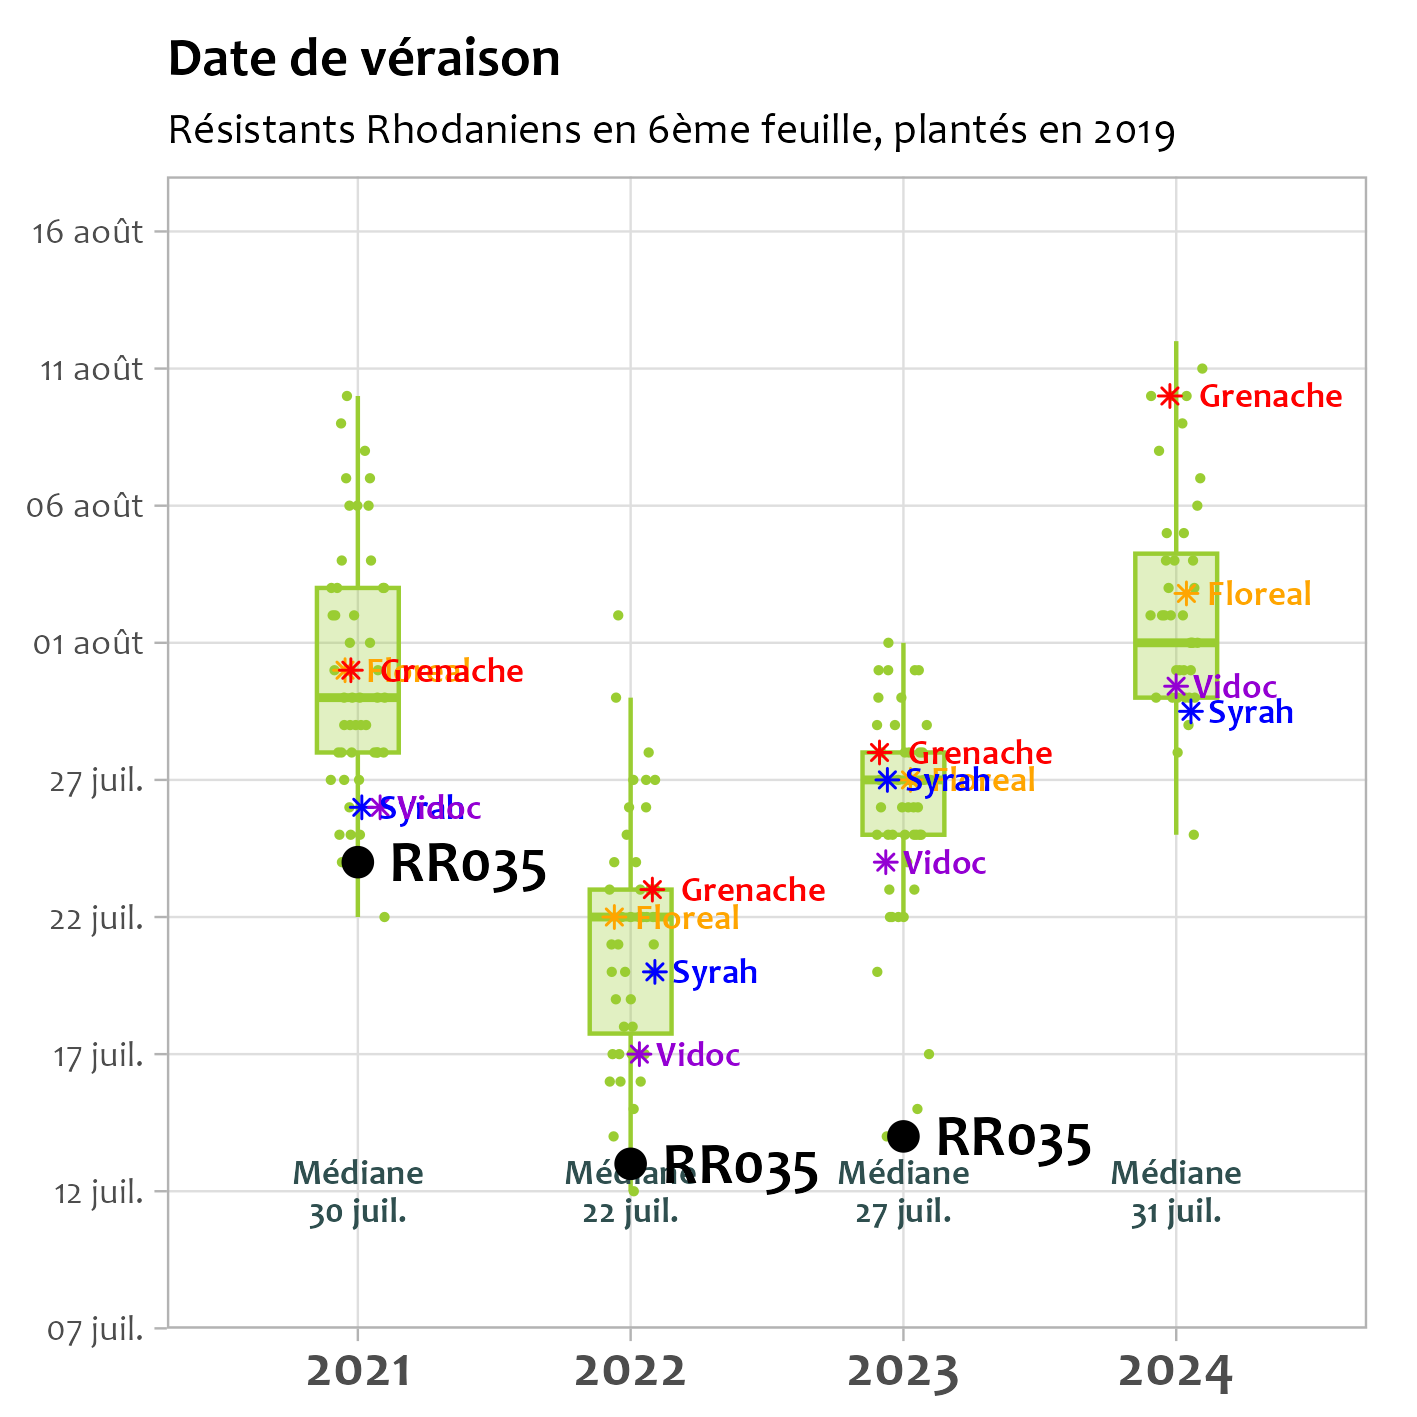 Date de véraison
Résistants Rhodaniens en 6ème feuille, plantés en 2019
16 août
11 août
Grenache
06 août
Floreal
01 août
Floreal
Grenache
Vidoc
Syrah
Grenache
27 juil.
Syrah
Floreal
Syrah
Vidoc
RR035
Vidoc
Grenache
22 juil.
Floreal
Syrah
17 juil.
Vidoc
RR035
RR035
Médiane
Médiane
Médiane
Médiane
12 juil.
30 juil.
22 juil.
27 juil.
31 juil.
07 juil.
2021
2022
2023
2024